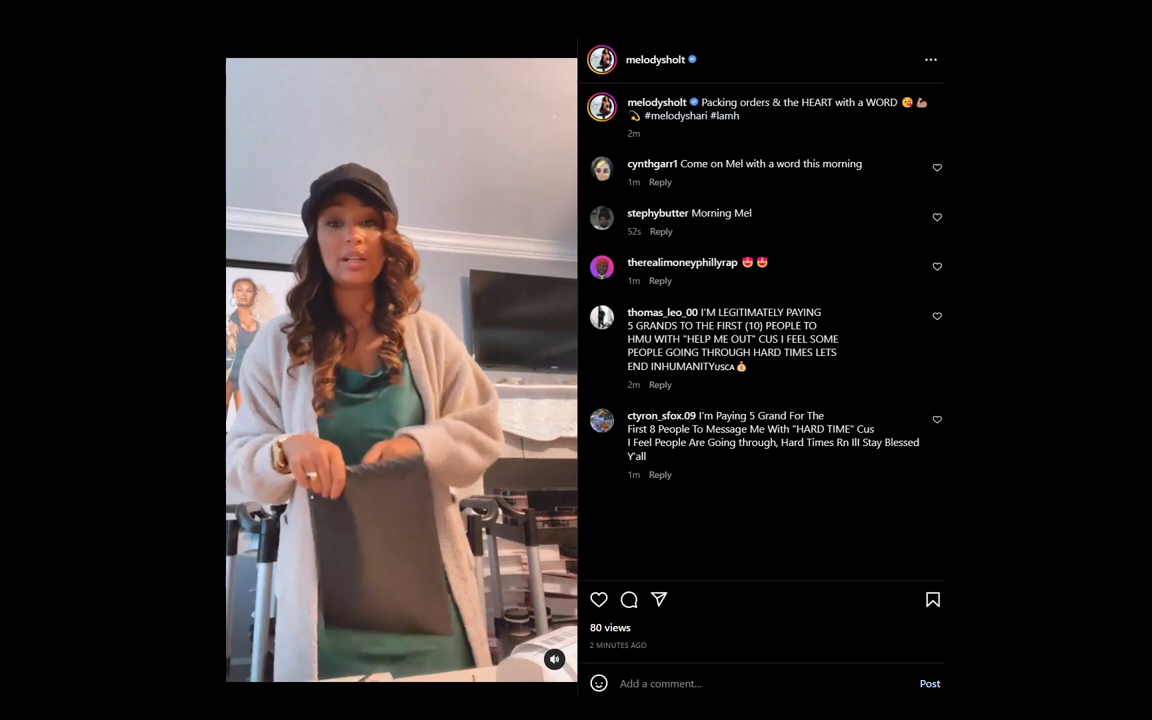 melodysholt
melodysholt Packing orders & the HEART with a WORD 😘 💪🏽
💫 #melodyshari #lamh
2m
cynthgarr1 Come on Mel with a word this morning
1m Reply
stephybutter Morning Mel
52s Reply
therealimoneyphillyrap 😍 😍
1m Reply
thomas_leo_00 I'M LEGITIMATELY PAYING
5 GRANDS TO THE FIRST (10) PEOPLE TO
HMU WITH "HELP ME OUT" CUS I FEEL SOME
PEOPLE GOING THROUGH HARD TIMES LETS
END INHUMANITYᴜsᴄᴀ💰
2m Reply
ctyron_sfox.09 I'm Paying 5 Grand For The
First 8 People To Message Me With "HARD TIME" Cus
I Feel People Are Going through, Hard Times Rn Ill Stay Blessed
Y'all
1m Reply
80 views
2 MINUTES AGO
Add a comment...
Post